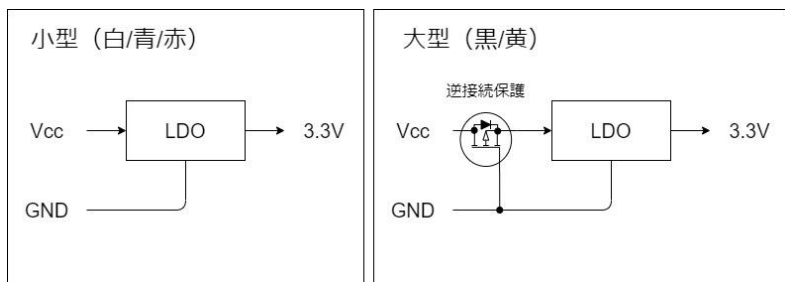 小型（白/青/赤）
Vcc
LDO
3.3V
GND
大型（黒/黄）
逆接続保護
Vcc
LDO
3.3V
GND